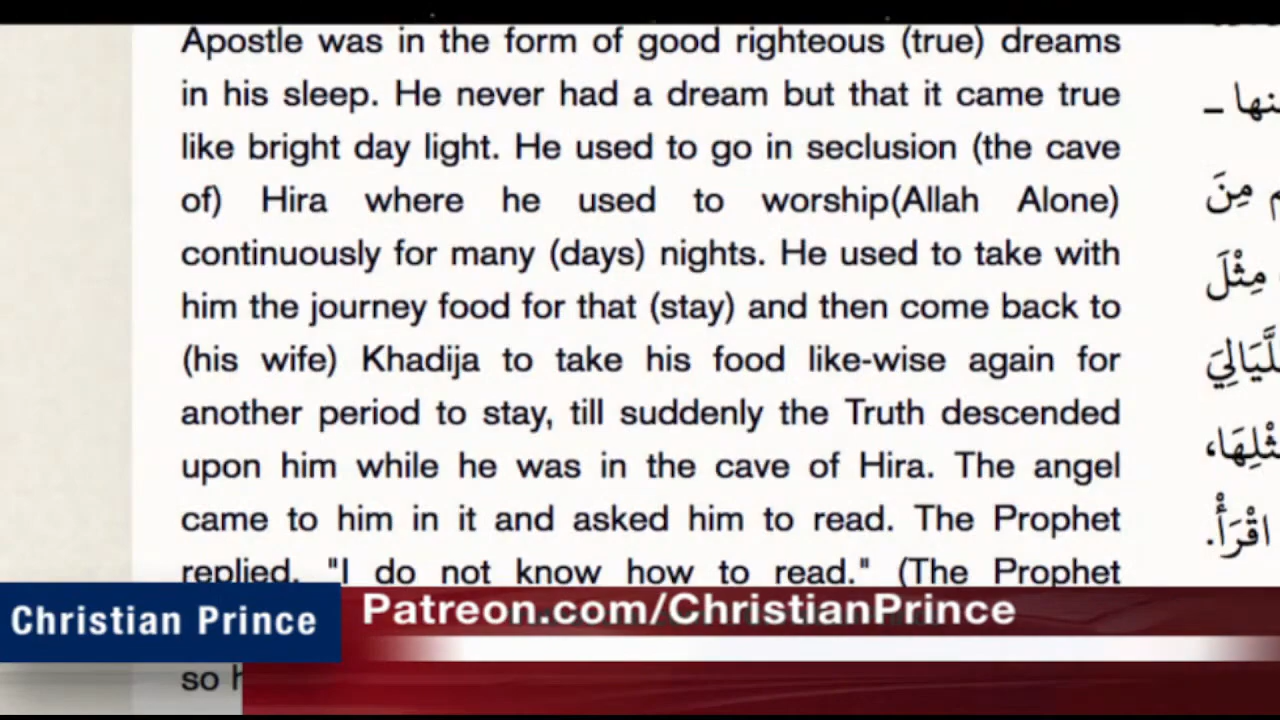 Apostle was in the form of good righteous (true) dreams
in his sleep. He never had a dream but that it came true
like bright day light. He used to go in seclusion (the cave
of) Hira where he used to worship(Allah Alone)
continuously for many (days) nights. He used to take with
him the journey food for that (stay) and then come back to
(his wife) Khadija to take his food like-wise again for
another period to stay, till suddenly the Truth descended
upon him while he was in the cave of Hira. The angel
came to him in it and asked him to read. The Prophet
replied, "I do not know how to read." (The Prophet
so
مِنَ
مِثْلَ
اقْرَأْ.
Christian Prince
Patreon.com/ChristianPrince